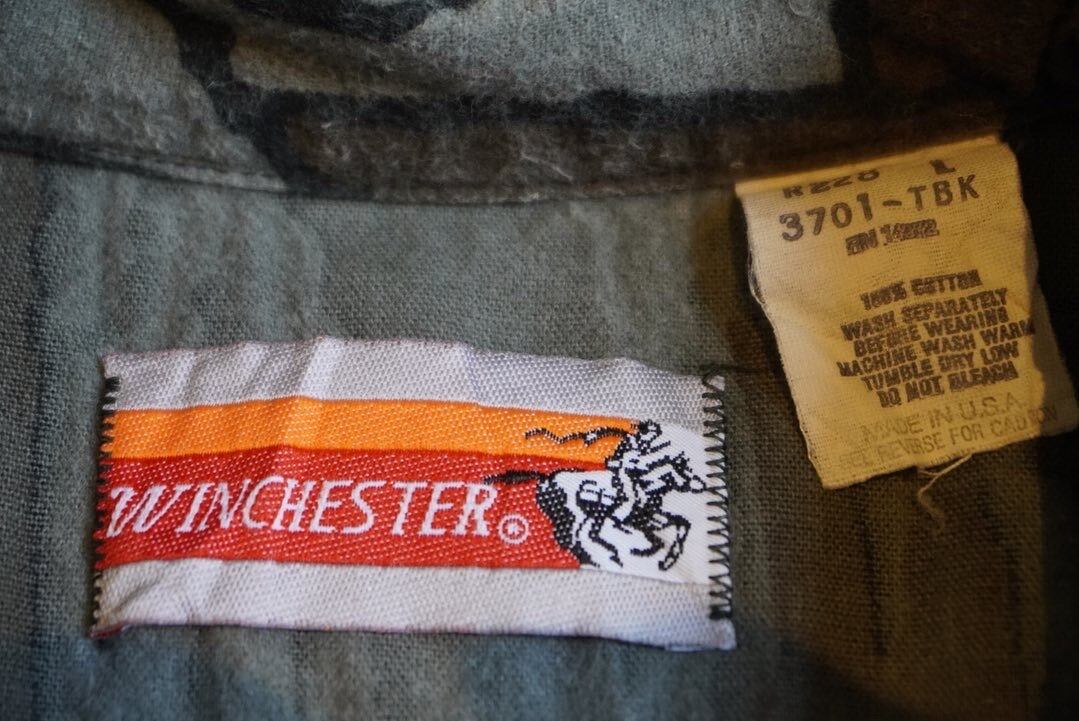 WINCHESTER®
R226 L
3701-TBK
100% COTTON
WASH SEPARATELY
BEFORE WEARING
MACHINE WASH WARM
TUMBLE DRY LOW
DO NOT BLEACH
MADE IN U.S.A.
SEE REVERSE FOR